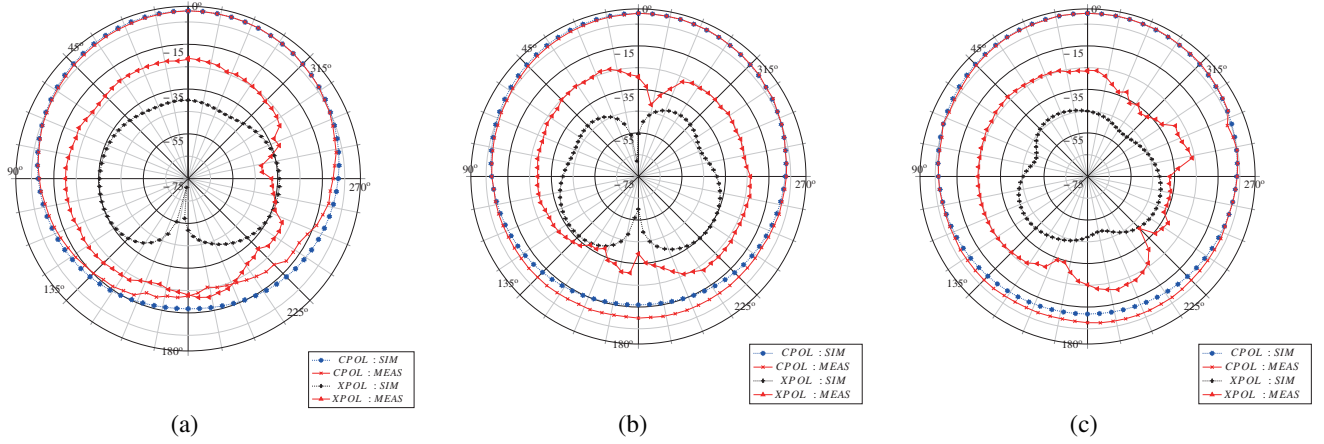 0°
45°
315°
−15
−35
−55
−75
90°
270°
135°
225°
180°
CPOL : SIM
CPOL : MEAS
XPOL : SIM
XPOL : MEAS
(a)
0°
45°
315°
−15
−35
−55
−75
90°
270°
135°
225°
180°
CPOL : SIM
CPOL : MEAS
XPOL : SIM
XPOL : MEAS
(b)
0°
45°
315°
−15
−35
−55
−75
90°
270°
135°
225°
180°
CPOL : SIM
CPOL : MEAS
XPOL : SIM
XPOL : MEAS
(c)